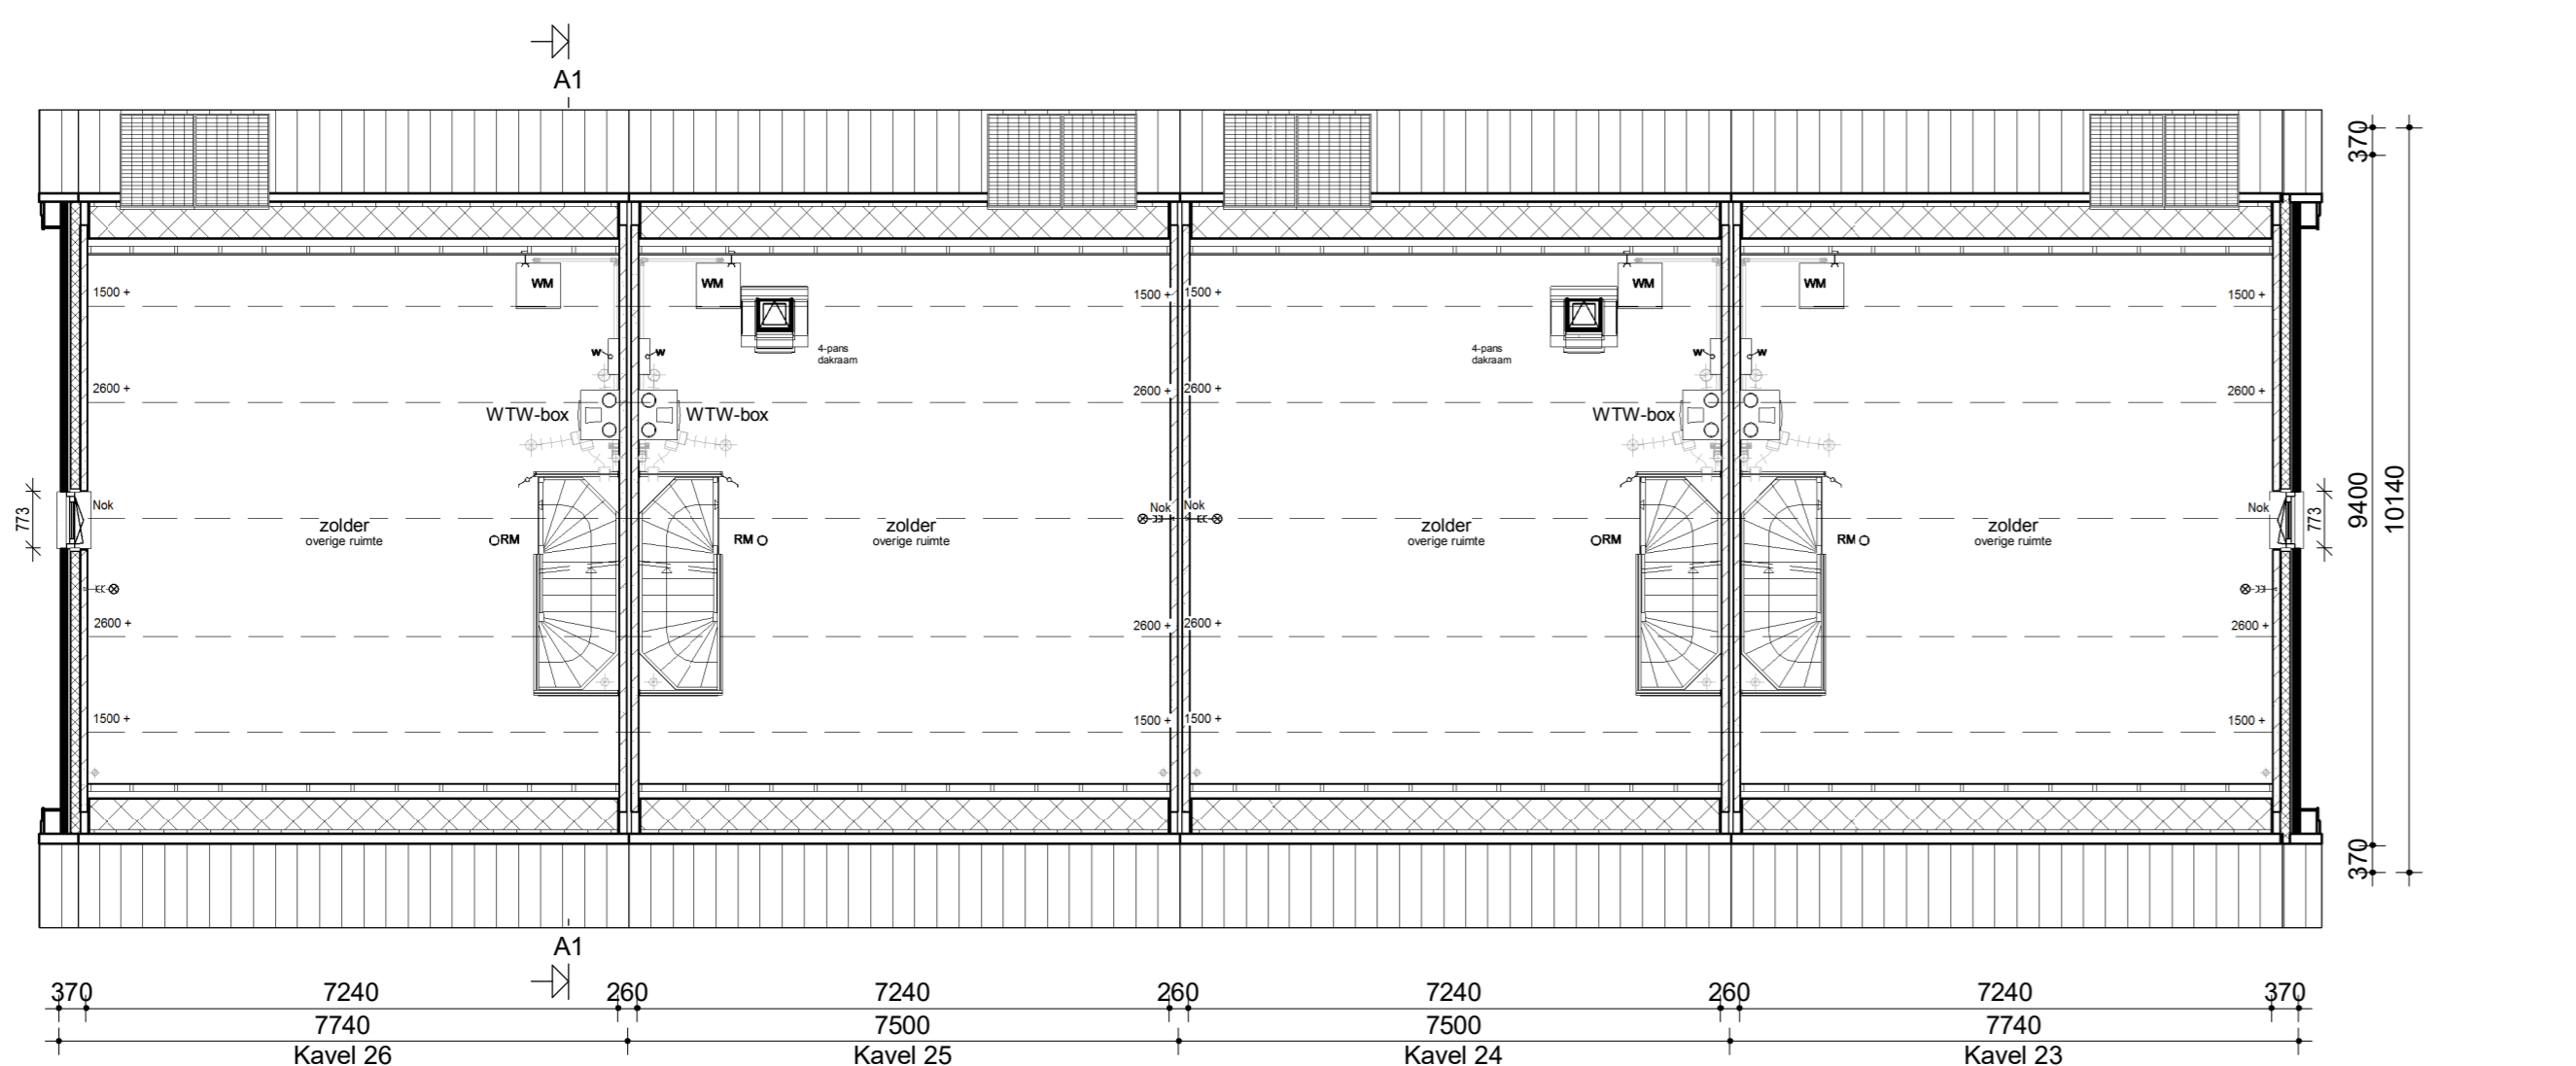 A1
370
WM
WM
WM
WM
1500 +
1500 +
1500 +
1500 +
4-pans
dakraam
4-pans
dakraam
w
w
w
w
2600 +
2600 +
2600 +
2600 +
WTW-box
WTW-box
WTW-box
9400
10140
773
Nok
Nok
Nok
Nok
773
zolder
overige ruimte
RM
RM
zolder
overige ruimte
zolder
overige ruimte
RM
RM
zolder
overige ruimte
2600 +
2600 +
2600 +
2600 +
1500 +
1500 +
1500 +
1500 +
370
A1
370 7240 260 7240 260 7240 260 7240 370
7740 7500 7500 7740
Kavel 26 Kavel 25 Kavel 24 Kavel 23